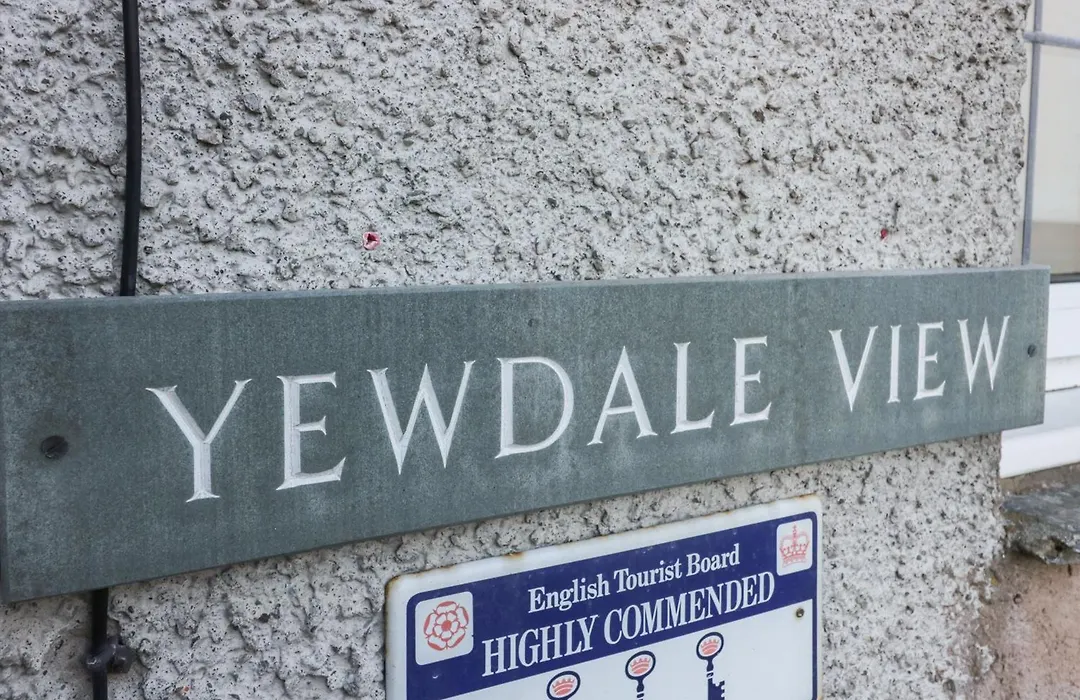 YEWDALE VIEW
English Tourist Board
HIGHLY COMMENDED